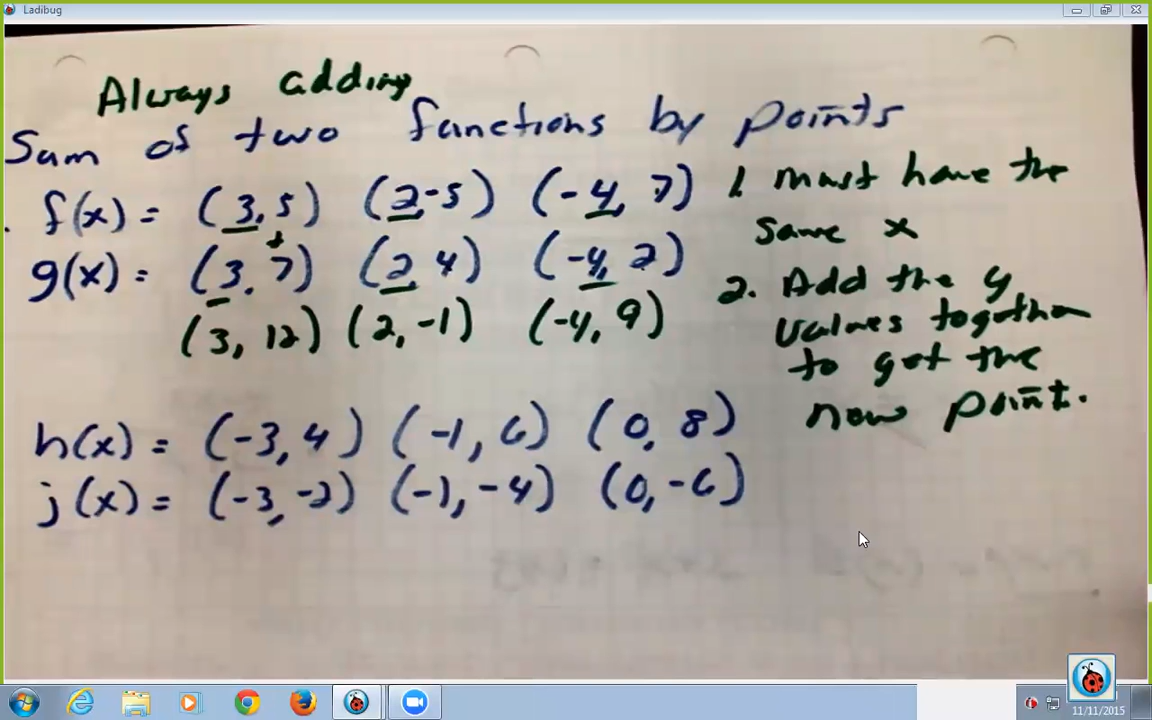 Ladibug
Always adding
Sum of two functions by points
f(x) = (3,5) (2-5) (-4, 7)
+
g(x) = (3,7) (2,4) (-4,2)
(3, 12) (2, -1) (-4, 9)
1. must have the
same x
2. Add the y
values together
to get the
new point.
h(x) = (-3,4) (-1,6) (0,8)
j(x) = (-3,-2) (-1,-4) (0,-6)
11/11/2015